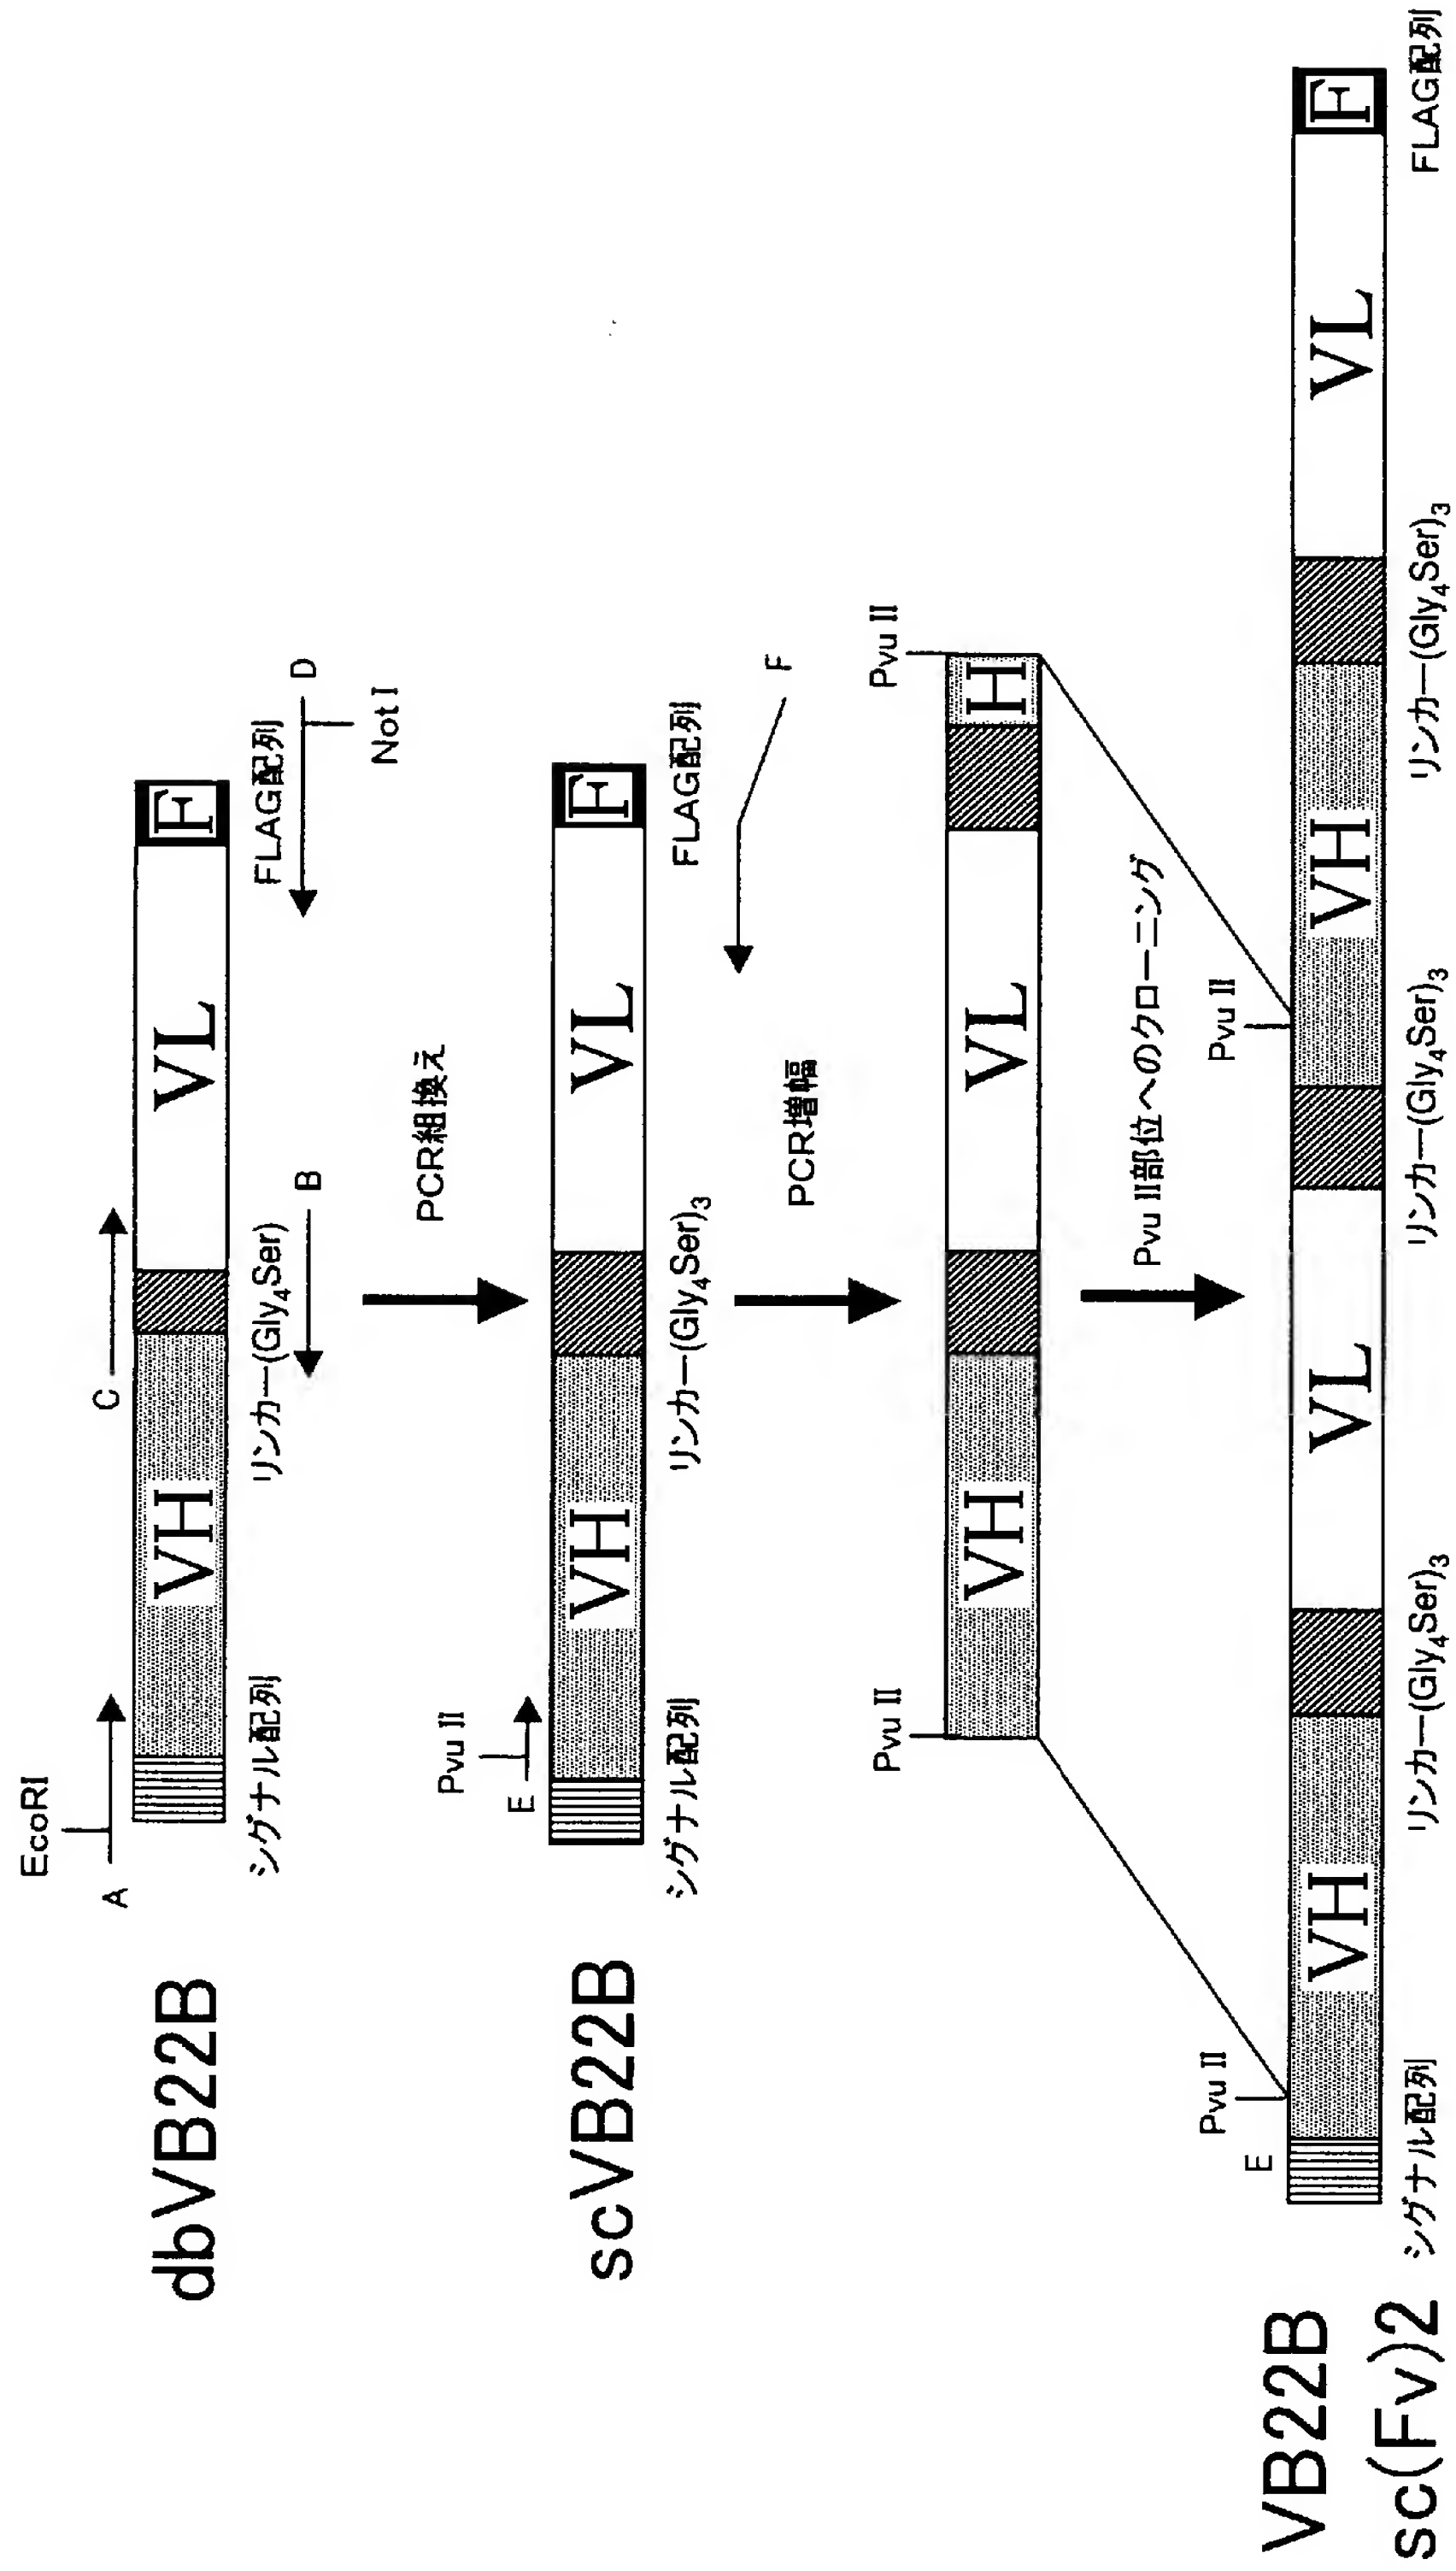 dbVB22B
EcoRI
A
C
VH
VL
F
シグナル配列
リンカー(Gly4Ser)
FLAG配列
B
D
Not I
PCR組換え
scVB22B
Pvu II
E
VH
VL
F
シグナル配列
リンカー(Gly4Ser)3
FLAG配列
F
PCR増幅
Pvu II
Pvu II
VH
VL
H
Pvu II部位へのクローニング
VB22B
sc(Fv)2
E
Pvu II
Pvu II
VH
VL
VH
VL
F
シグナル配列
リンカー(Gly4Ser)3
リンカー(Gly4Ser)3
リンカー(Gly4Ser)3
FLAG配列